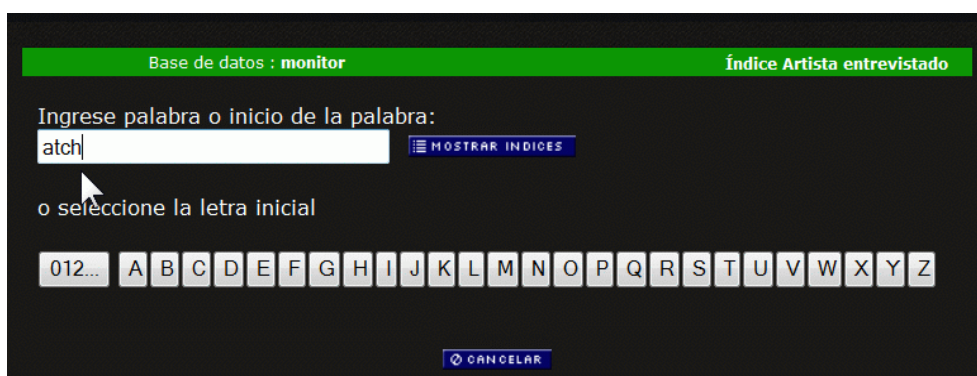 Base de datos : monitor Índice Artista entrevistado
Ingrese palabra o inicio de la palabra:
atch MOSTRAR INDICES
o seleccione la letra inicial
012... A B C D E F G H I J K L M N O P Q R S T U V W X Y Z
CANCELAR